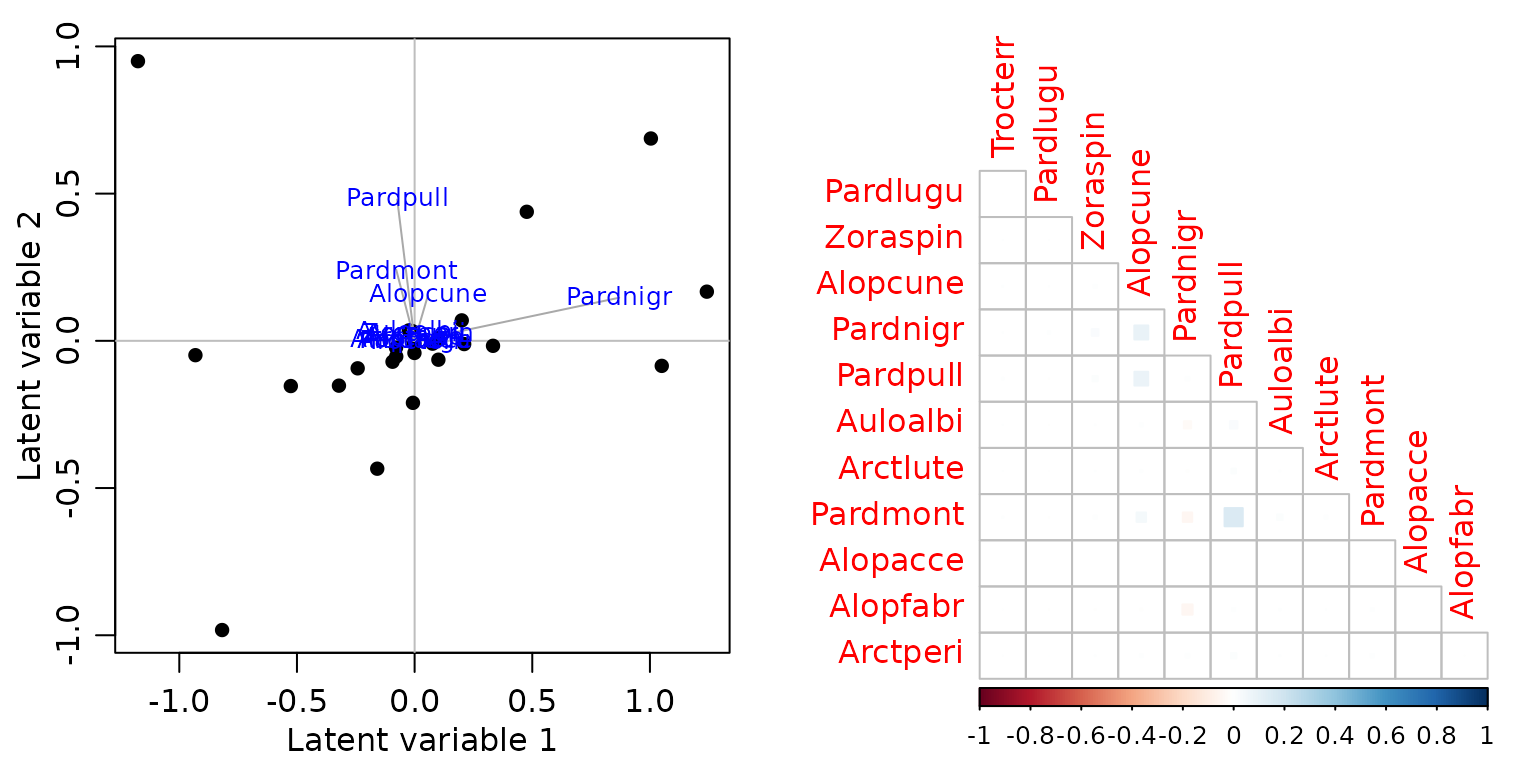 1.0
0.5
0.0
-0.5
-1.0
Latent variable 2
Pardpull
Pardmont
Alopcune
Pardnigr
-1.0 -0.5 0.0 0.5 1.0
Latent variable 1
Trocterr
Pardlugu
Zoraspin
Alopcune
Pardnigr
Pardpull
Auloalbi
Arctlute
Pardmont
Alopacce
Alopfabr
Pardlugu
Zoraspin
Alopcune
Pardnigr
Pardpull
Auloalbi
Arctlute
Pardmont
Alopacce
Alopfabr
Arctperi
-1 -0.8 -0.6 -0.4 -0.2 0 0.2 0.4 0.6 0.8 1